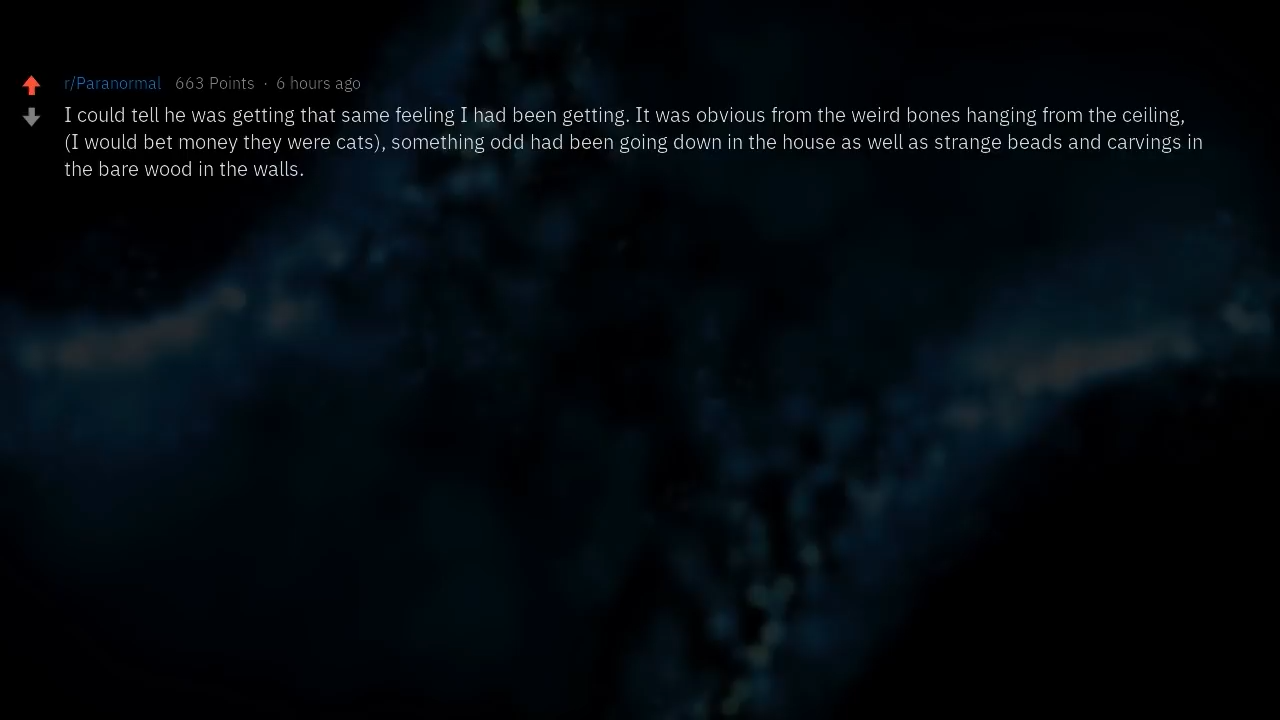 r/Paranormal 663 Points · 6 hours ago
I could tell he was getting that same feeling I had been getting. It was obvious from the weird bones hanging from the ceiling,
(I would bet money they were cats), something odd had been going down in the house as well as strange beads and carvings in
the bare wood in the walls.